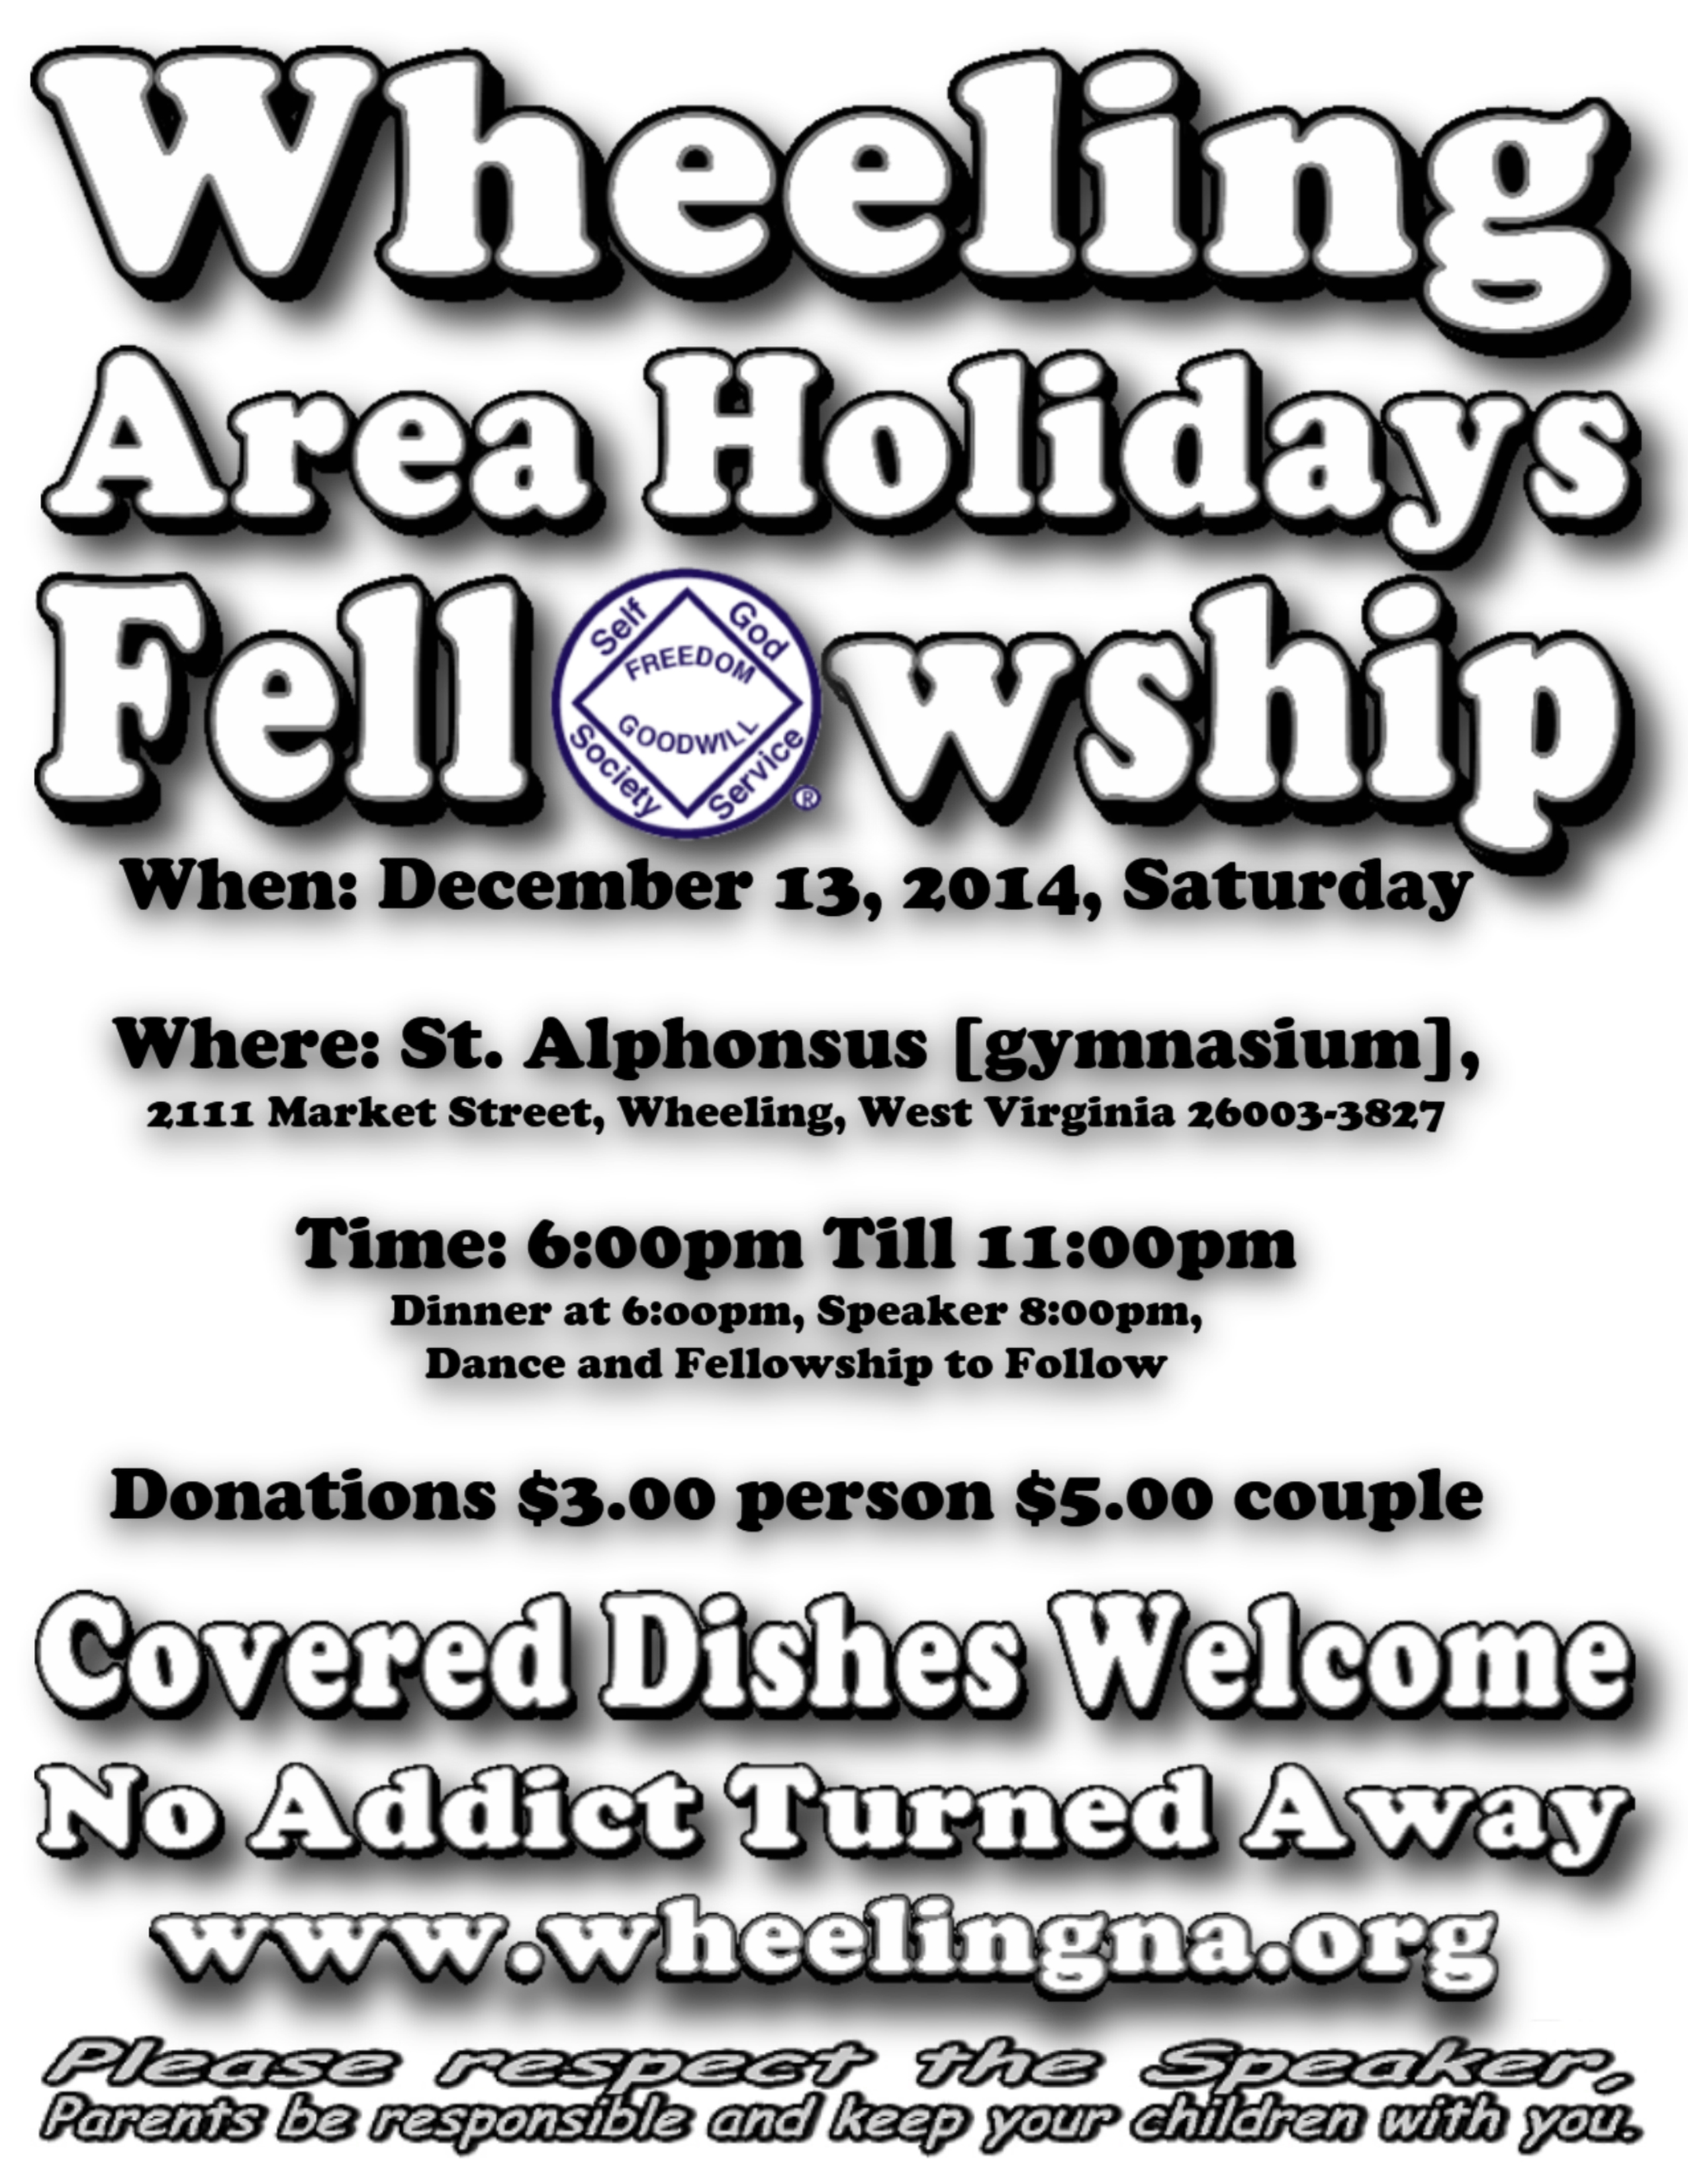 Wheeling
Area Holidays
Fellowship
Self God
FREEDOM
GOODWILL
Society Service
®
When: December 13, 2014, Saturday
Where: St. Alphonsus [gymnasium],
2111 Market Street, Wheeling, West Virginia 26003-3827
Time: 6:00pm Till 11:00pm
Dinner at 6:oopm, Speaker 8:00pm,
Dance and Fellowship to Follow
Donations $3.00 person $5.00 couple
Covered Dishes Welcome
No Addict Turned Away
www.wheelingna.org
Please respect the Speaker,
Parents be responsible and keep your children with you.